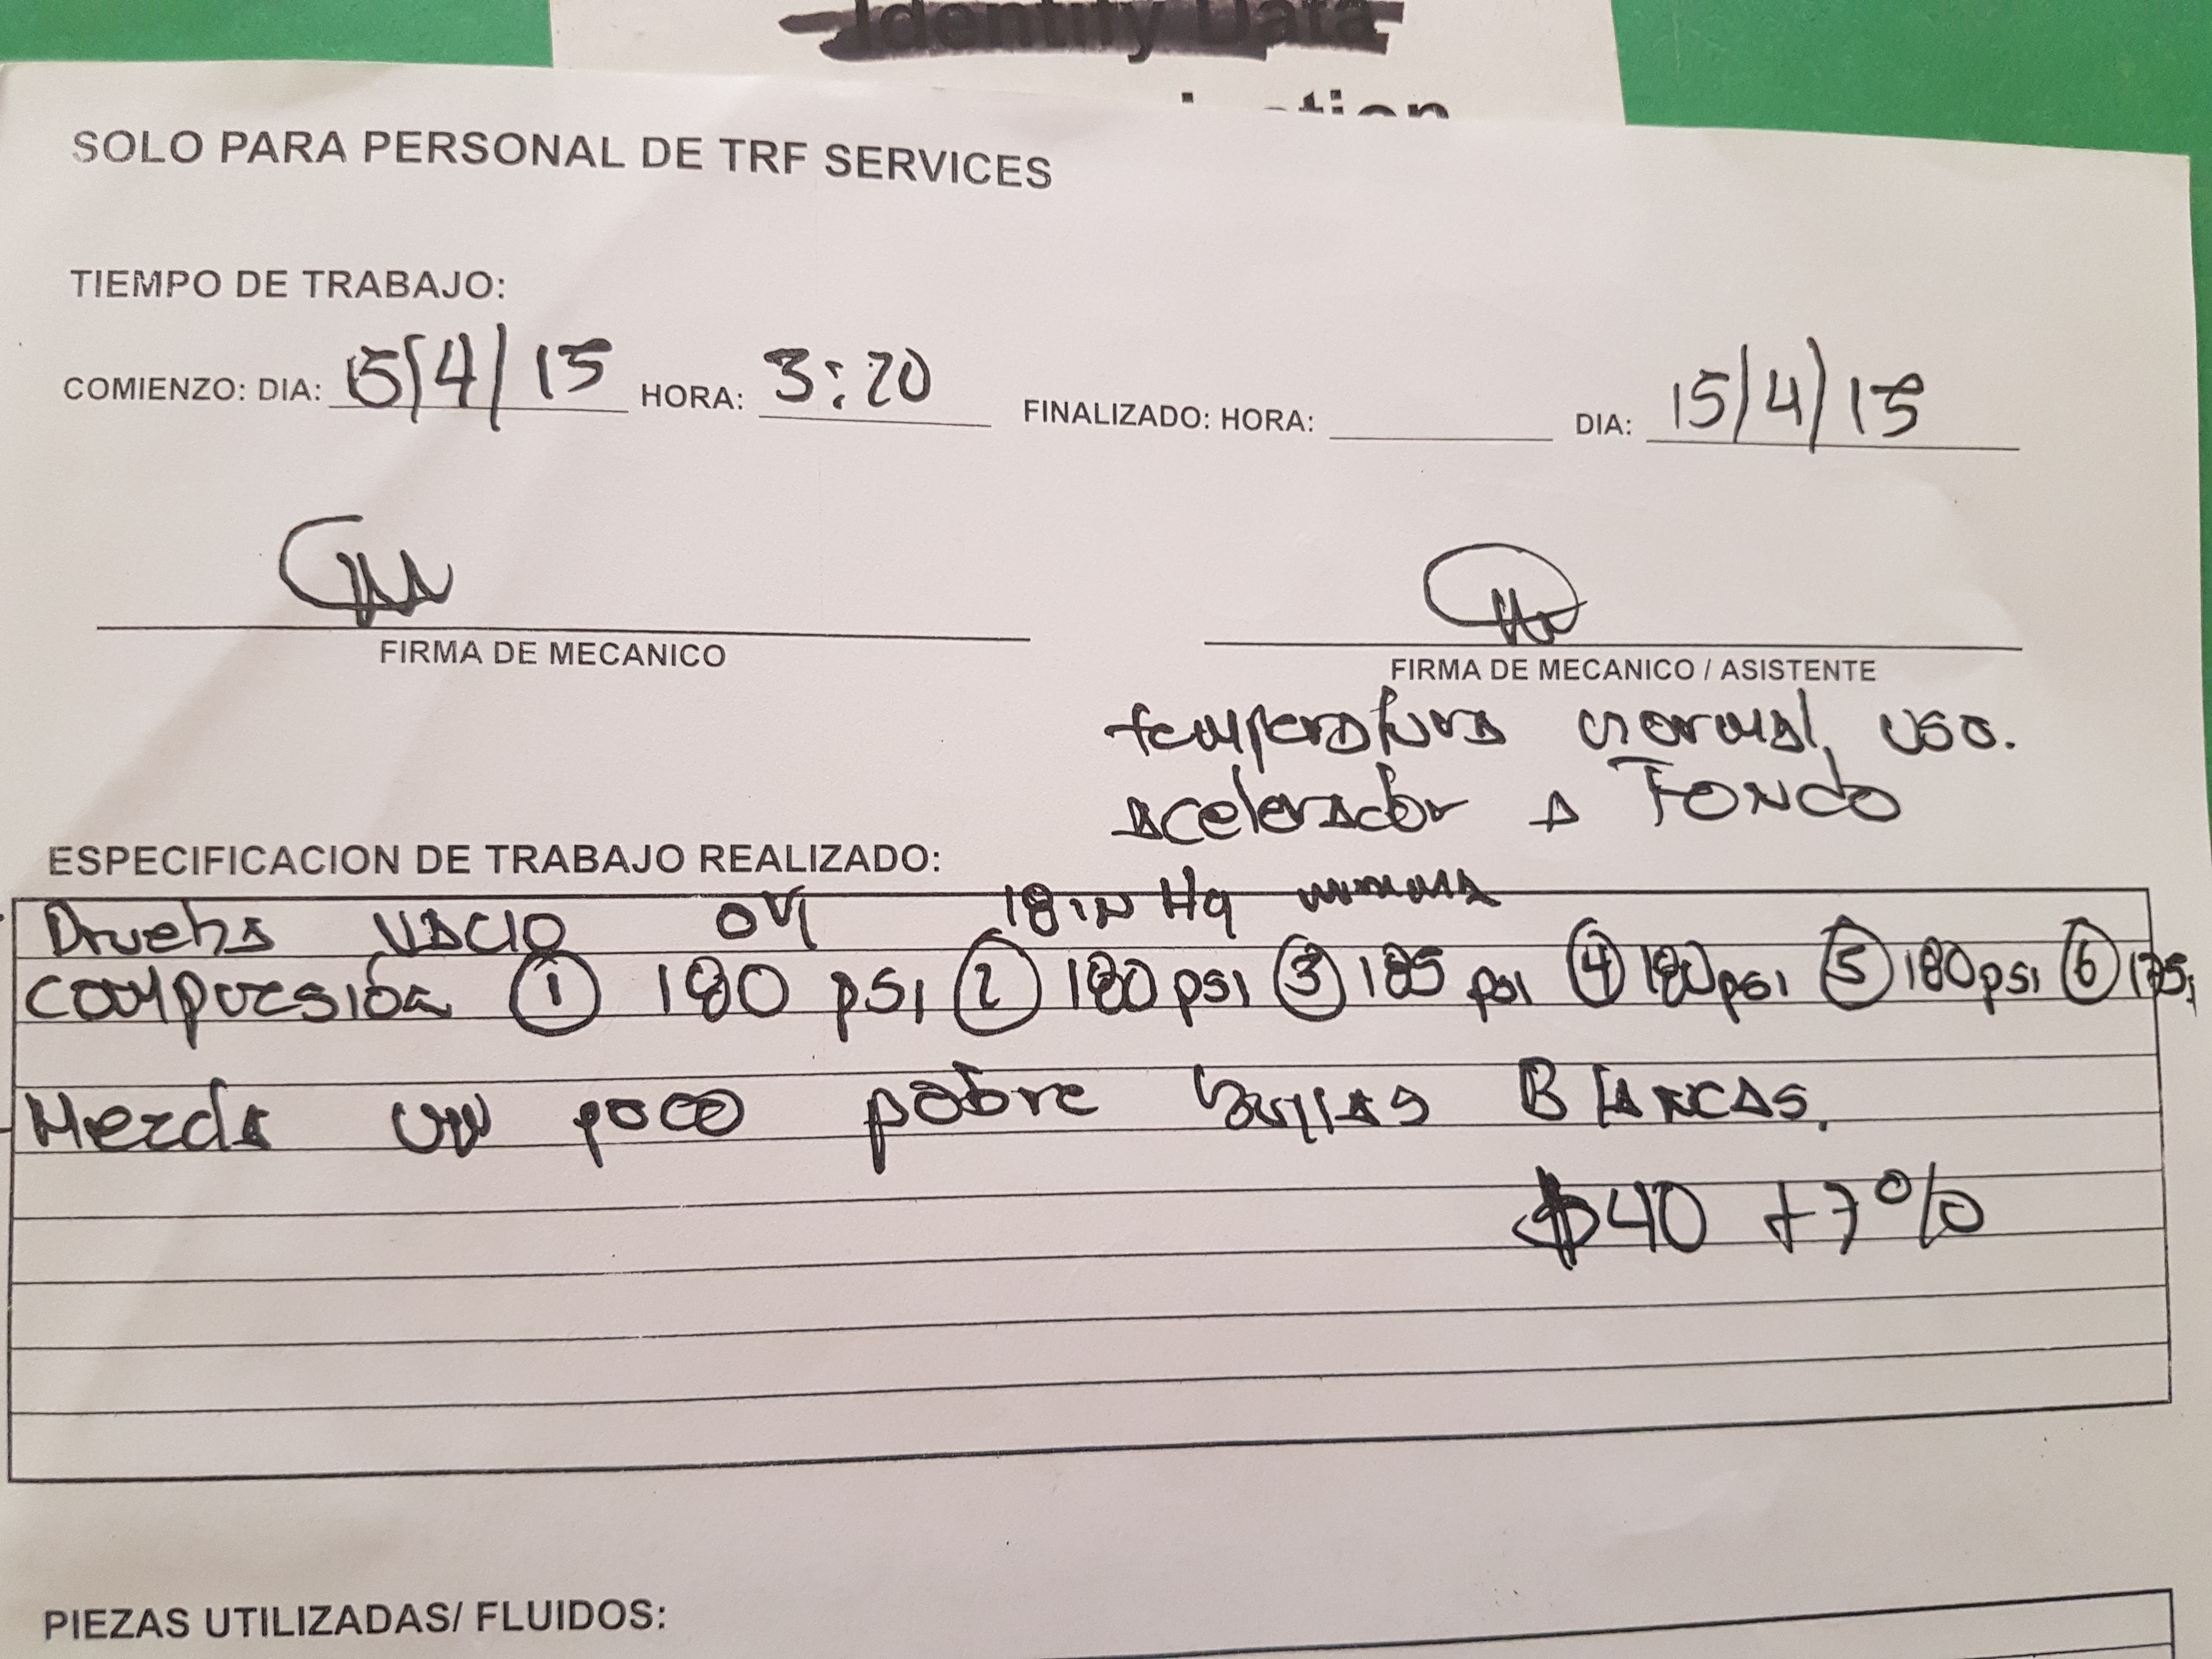 Identity Data
SOLO PARA PERSONAL DE TRF SERVICES
TIEMPO DE TRABAJO:
COMIENZO: DIA: 15/4/15 HORA: 3:20 FINALIZADO: HORA: DIA: 15/4/15
FIRMA DE MECANICO
FIRMA DE MECANICO / ASISTENTE
temperatura normal, uso.
acelerador a FONDO
ESPECIFICACION DE TRABAJO REALIZADO:
Prueba VACIO 18 IN Hg
compresión ① 180 psi ② 180 psi ③ 185 psi ④ 180 psi ⑤ 180 psi ⑥
Mezcla un poco pobre bujias BLANCAS.
$40 +7%
PIEZAS UTILIZADAS/ FLUIDOS: